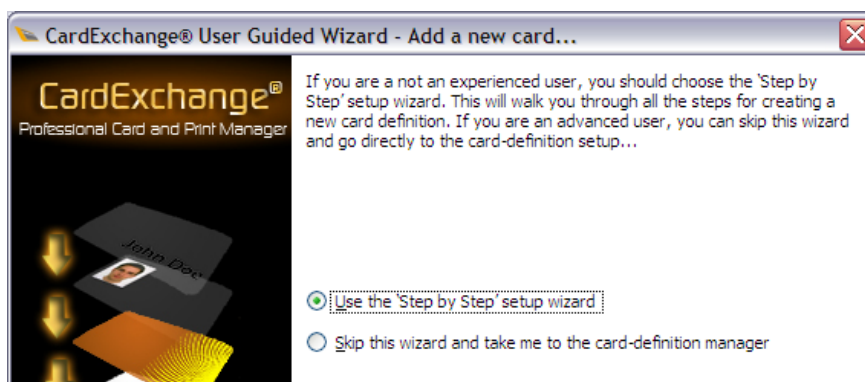 CardExchange® User Guided Wizard - Add a new card...
CardExchange®
Professional Card and Print Manager
If you are a not an experienced user, you should choose the ‘Step by
Step’ setup wizard. This will walk you through all the steps for creating a
new card definition. If you are an advanced user, you can skip this wizard
and go directly to the card-definition setup...
John Doe
Use the ‘Step by Step’ setup wizard
Skip this wizard and take me to the card-definition manager